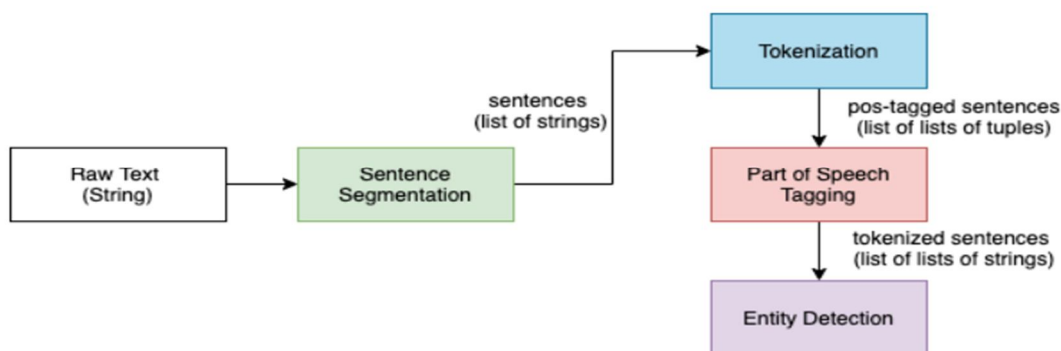 Raw Text
(String)
Sentence
Segmentation
sentences
(list of strings)
Tokenization
pos-tagged sentences
(list of lists of tuples)
Part of Speech
Tagging
tokenized sentences
(list of lists of strings)
Entity Detection